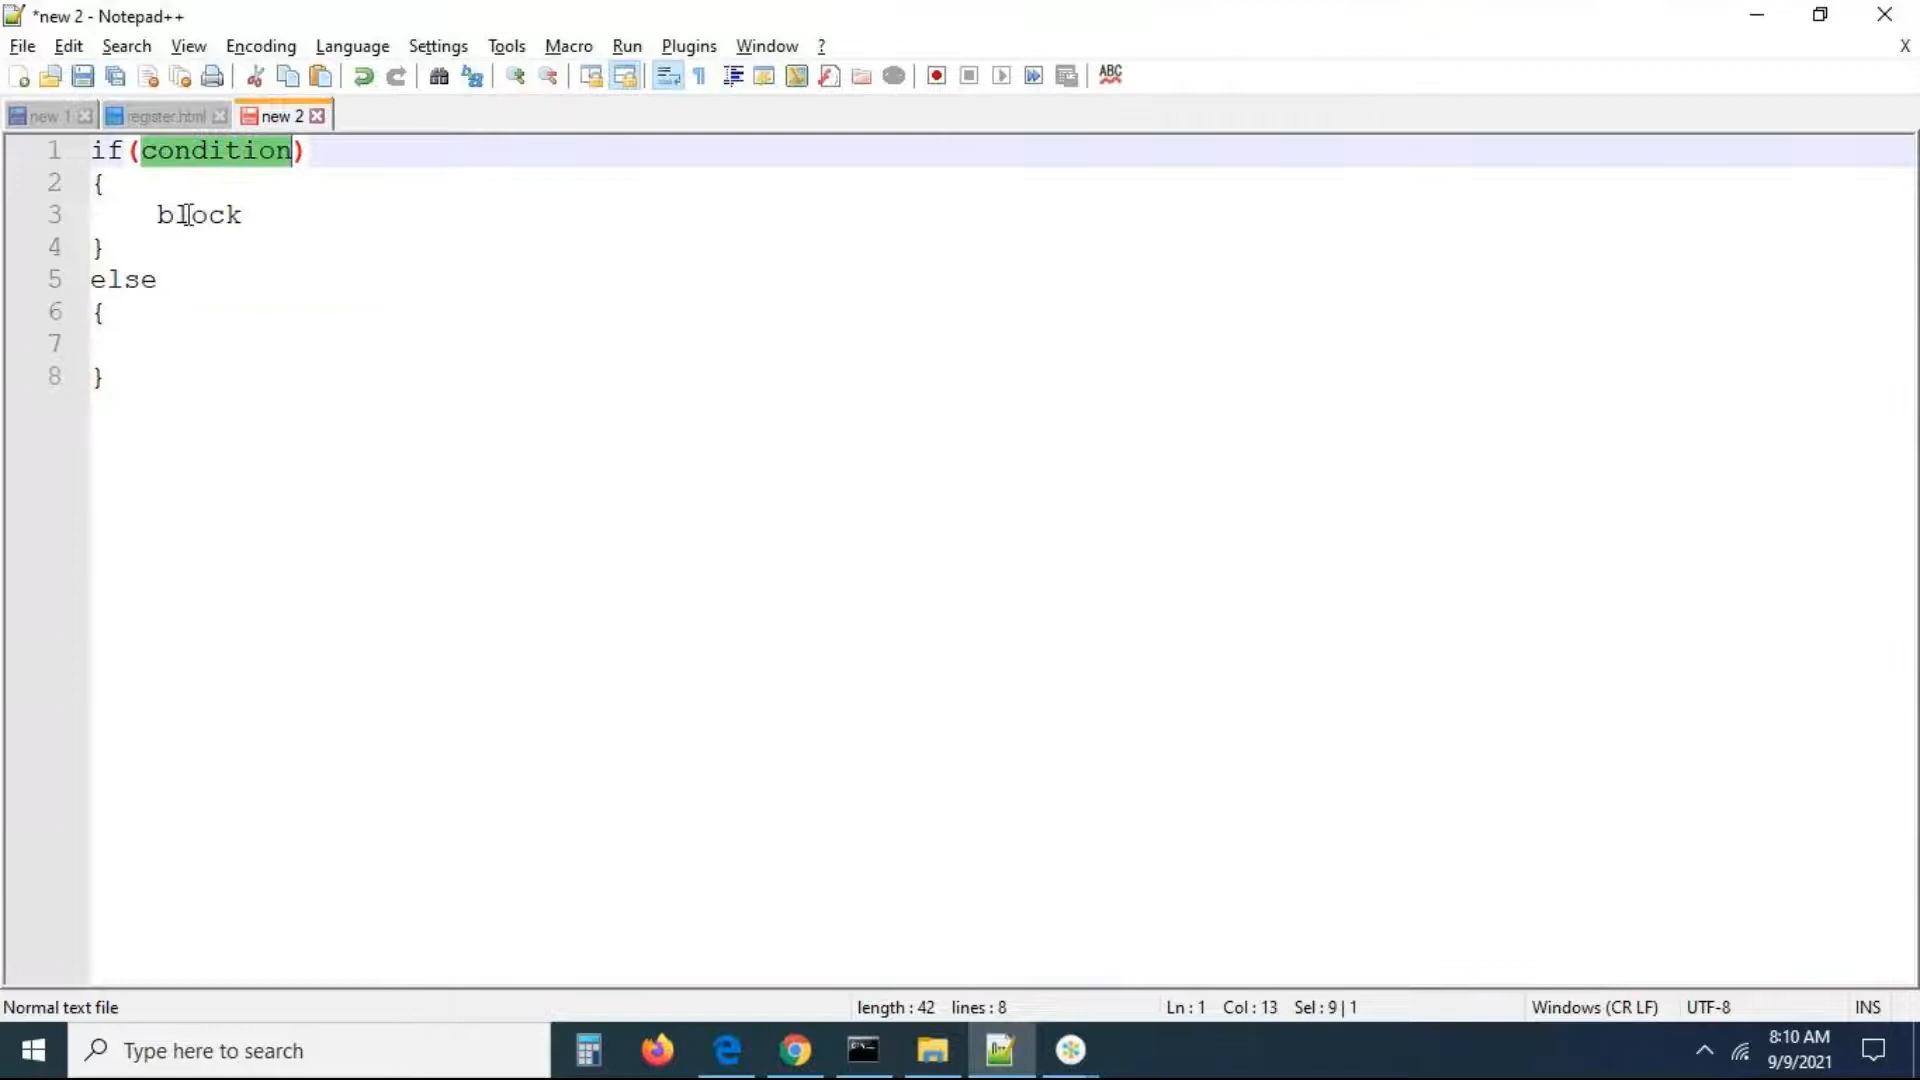 *new 2 - Notepad++
File Edit Search View Encoding Language Settings Tools Macro Run Plugins Window ? X
ABC
new 1 register.html new 2
1 if(condition)
2 {
3 block
4 }
5 else
6 {
7
8 }
Normal text file length : 42 lines : 8 Ln : 1 Col : 13 Sel : 9 | 1 Windows (CR LF) UTF-8 INS
Type here to search
8:10 AM
9/9/2021